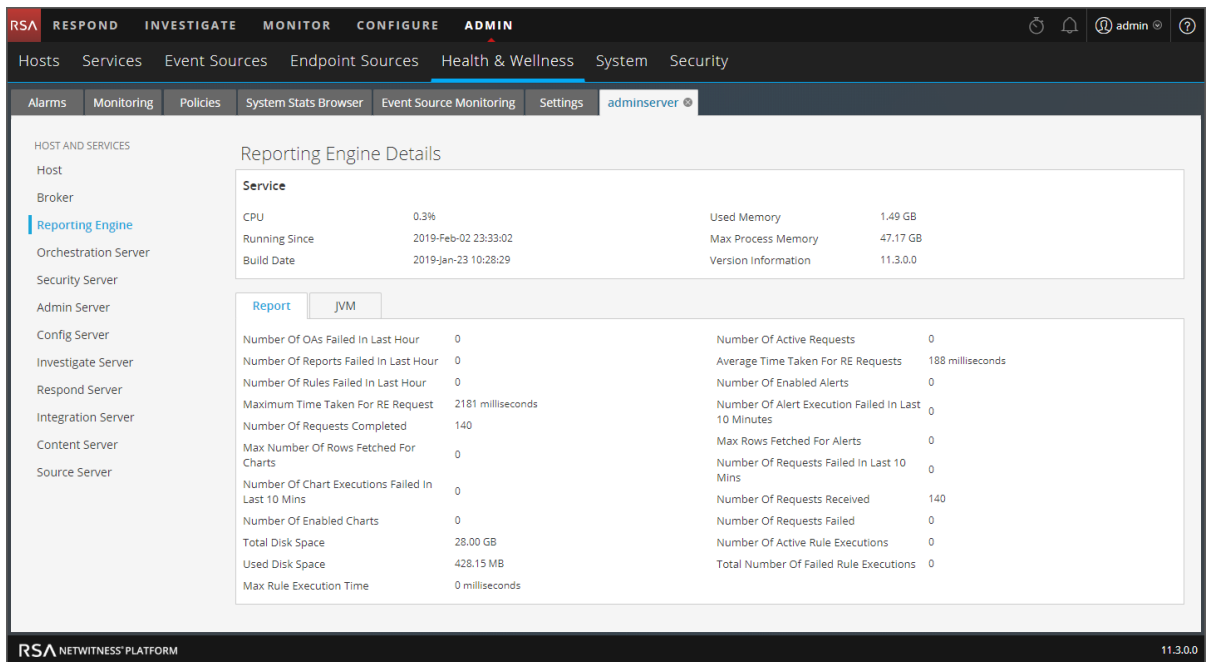 RSA RESPOND INVESTIGATE MONITOR CONFIGURE ADMIN admin
Hosts Services Event Sources Endpoint Sources Health & Wellness System Security
Alarms Monitoring Policies System Stats Browser Event Source Monitoring Settings adminserver
HOST AND SERVICES
Host
Broker
Reporting Engine
Orchestration Server
Security Server
Admin Server
Config Server
Investigate Server
Respond Server
Integration Server
Content Server
Source Server
Reporting Engine Details
Service
CPU 0.3% Used Memory 1.49 GB
Running Since 2019-Feb-02 23:33:02 Max Process Memory 47.17 GB
Build Date 2019-Jan-23 10:28:29 Version Information 11.3.0.0
Report JVM
Number Of OAs Failed In Last Hour 0
Number Of Reports Failed In Last Hour 0
Number Of Rules Failed In Last Hour 0
Maximum Time Taken For RE Request 2181 milliseconds
Number Of Requests Completed 140
Max Number Of Rows Fetched For
Charts 0
Number Of Chart Executions Failed In
Last 10 Mins 0
Number Of Enabled Charts 0
Total Disk Space 28.00 GB
Used Disk Space 428.15 MB
Max Rule Execution Time 0 milliseconds
Number Of Active Requests 0
Average Time Taken For RE Requests 188 milliseconds
Number Of Enabled Alerts 0
Number Of Alert Execution Failed In Last
10 Minutes 0
Max Rows Fetched For Alerts 0
Number Of Requests Failed In Last 10
Mins 0
Number Of Requests Received 140
Number Of Requests Failed 0
Number Of Active Rule Executions 0
Total Number Of Failed Rule Executions 0
RSA NETWITNESS® PLATFORM 11.3.0.0